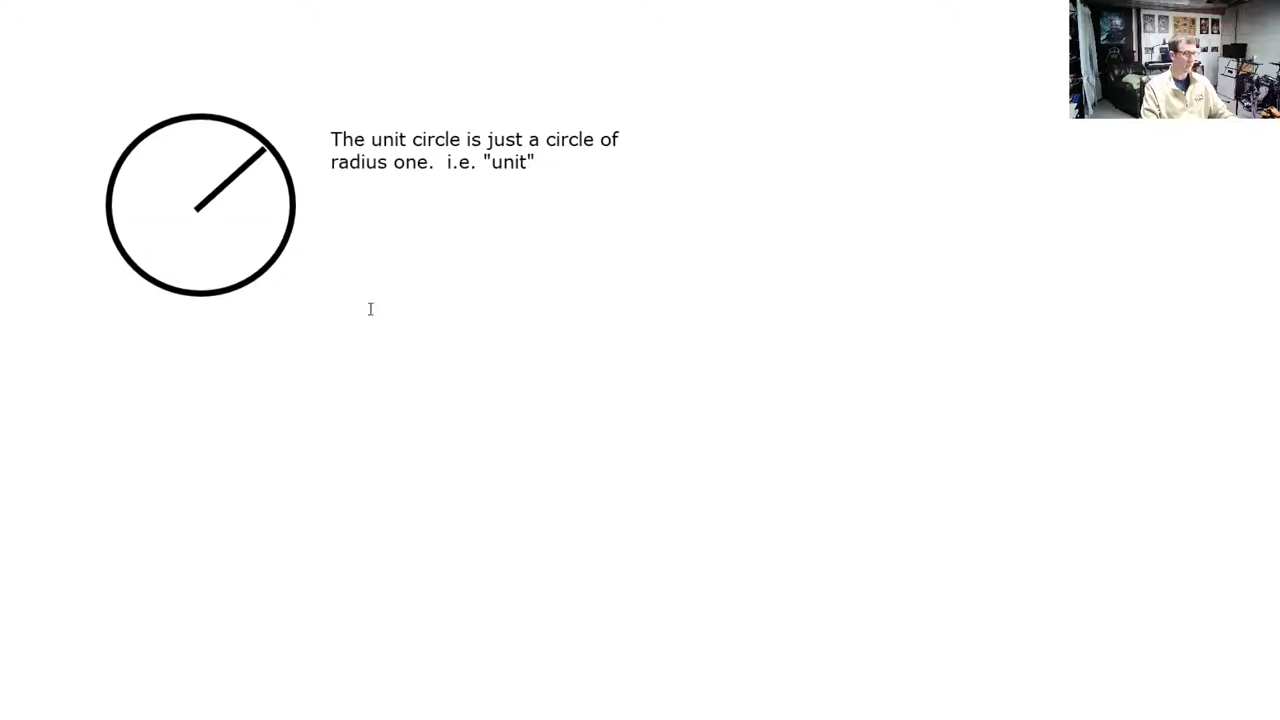 The unit circle is just a circle of
radius one.  i.e. "unit"